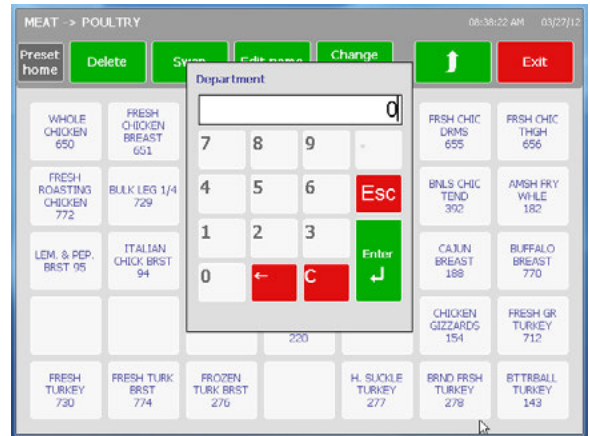 MEAT -> POULTRY
08:38:22 AM 03/27/12
Preset
home
Delete
Edit name
Change
Exit
Department
0
7 8 9 .
4 5 6 Esc
1 2 3
Enter
0 ← C
WHOLE
CHICKEN
650
FRESH
CHICKEN
BREAST
651
FRSH CHIC
DRMS
655
FRSH CHIC
THGH
656
FRESH
ROASTING
CHICKEN
772
BULK LEG 1/4
729
BNLS CHIC
TEND
392
AMSH FRY
WHLE
182
LEM. & PEP.
BRST 95
ITALIAN
CHICK BRST
94
CAJUN
BREAST
188
BUFFALO
BREAST
770
220
CHICKEN
GIZZARDS
154
FRESH GR
TURKEY
712
FRESH
TURKEY
730
FRESH TURK
BRST
774
FROZEN
TURK BRST
276
H. SUCKLE
TURKEY
277
BRND FRSH
TURKEY
278
BTTRBALL
TURKEY
143